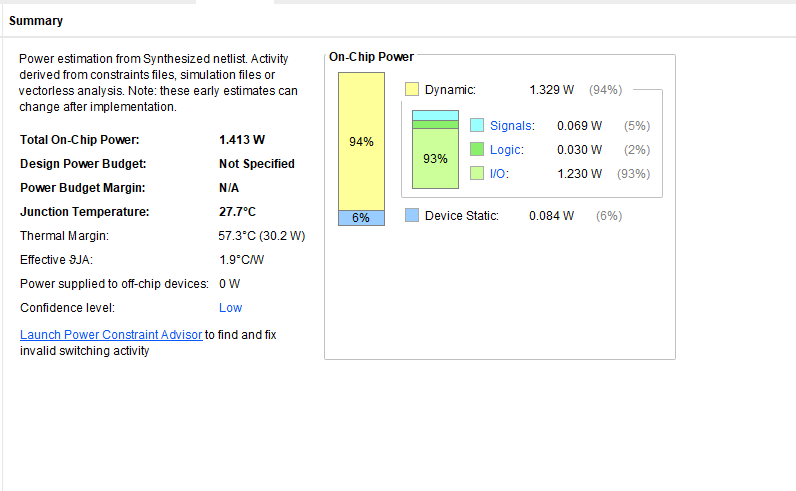 Summary
Power estimation from Synthesized netlist. Activity
derived from constraints files, simulation files or
vectorless analysis. Note: these early estimates can
change after implementation.
Total On-Chip Power: 1.413 W
Design Power Budget: Not Specified
Power Budget Margin: N/A
Junction Temperature: 27.7°C
Thermal Margin: 57.3°C (30.2 W)
Effective ϑJA: 1.9°C/W
Power supplied to off-chip devices: 0 W
Confidence level: Low
Launch Power Constraint Advisor to find and fix
invalid switching activity
On-Chip Power
94%
6%
Dynamic: 1.329 W (94%)
93%
Signals: 0.069 W (5%)
Logic: 0.030 W (2%)
I/O: 1.230 W (93%)
Device Static: 0.084 W (6%)